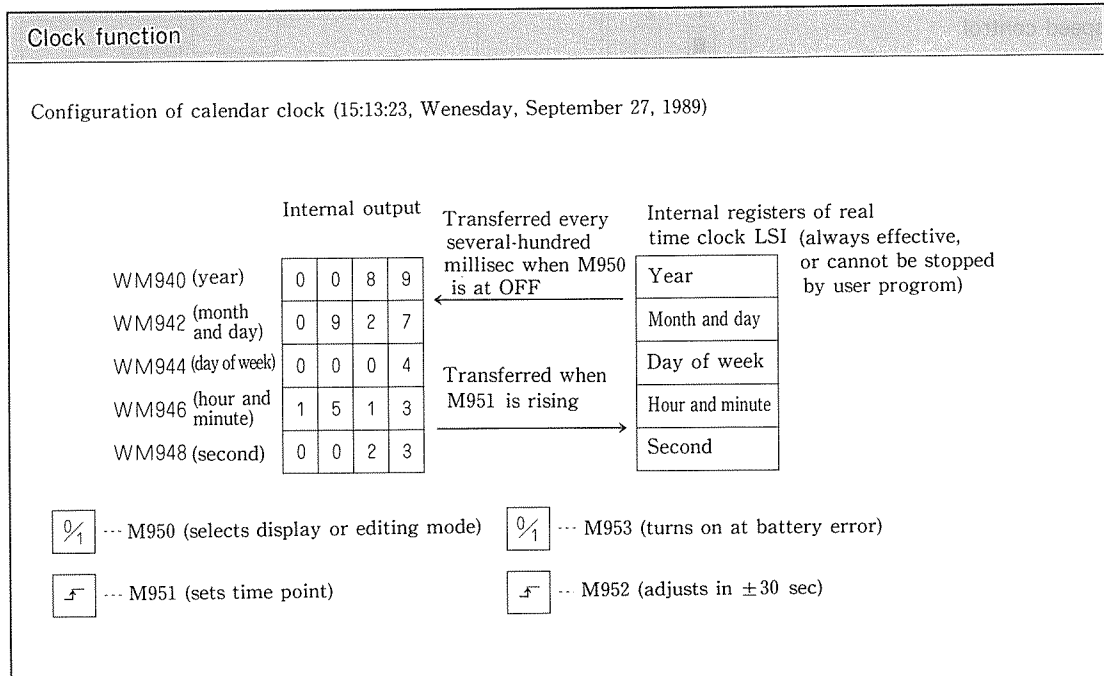 Clock function
speed control
Configuration of calendar clock (15:13:23, Wenesday, September 27, 1989)
Internal output
Transferred every
several-hundred
millisec when M950
is at OFF
Internal registers of real
time clock LSI (always effective,
or cannot be stopped
by user progrom)
WM940 (year) 0 0 8 9
WM942 (month and day) 0 9 2 7
WM944 (day of week) 0 0 0 4
WM946 (hour and minute) 1 5 1 3
WM948 (second) 0 0 2 3
Transferred when
M951 is rising
Year
Month and day
Day of week
Hour and minute
Second
0/1 --- M950 (selects display or editing mode)
0/1 --- M953 (turns on at battery error)
--- M951 (sets time point)
--- M952 (adjusts in ±30 sec)